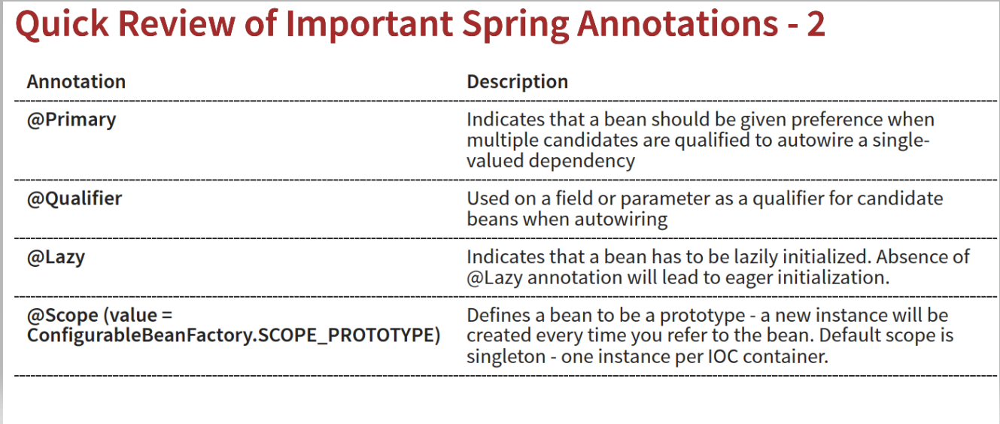 Quick Review of Important Spring Annotations - 2
Annotation
Description
@Primary
Indicates that a bean should be given preference when
multiple candidates are qualified to autowire a single-
valued dependency
@Qualifier
Used on a field or parameter as a qualifier for candidate
beans when autowiring
@Lazy
Indicates that a bean has to be lazily initialized. Absence of
@Lazy annotation will lead to eager initialization.
@Scope (value =
ConfigurableBeanFactory.SCOPE_PROTOTYPE)
Defines a bean to be a prototype - a new instance will be
created every time you refer to the bean. Default scope is
singleton - one instance per IOC container.